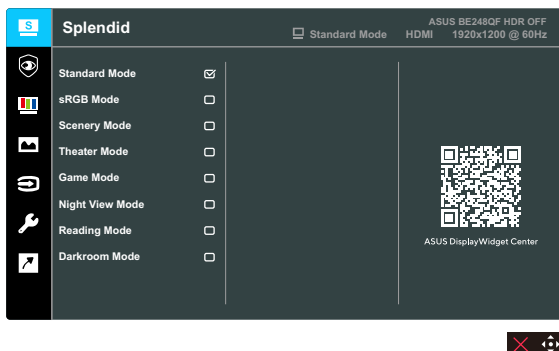 S
Splendid
Standard Mode
ASUS BE248QF HDR OFF
HDMI 1920x1200 @ 60Hz
Standard Mode
sRGB Mode
Scenery Mode
Theater Mode
Game Mode
Night View Mode
Reading Mode
Darkroom Mode
ASUS DisplayWidget Center